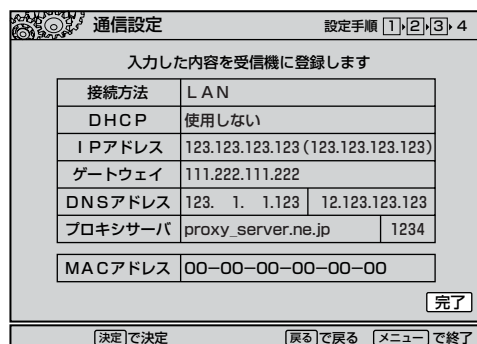 通信設定 設定手順 1 2 3 4
入力した内容を受信機に登録します
接続方法 LAN
DHCP 使用しない
IPアドレス 123.123.123.123(123.123.123.123)
ゲートウェイ 111.222.111.222
DNSアドレス 123. 1. 1.123 12.123.123.123
プロキシサーバ proxy_server.ne.jp 1234
MACアドレス 00-00-00-00-00-00
完了
決定で決定 戻るで戻る メニューで終了